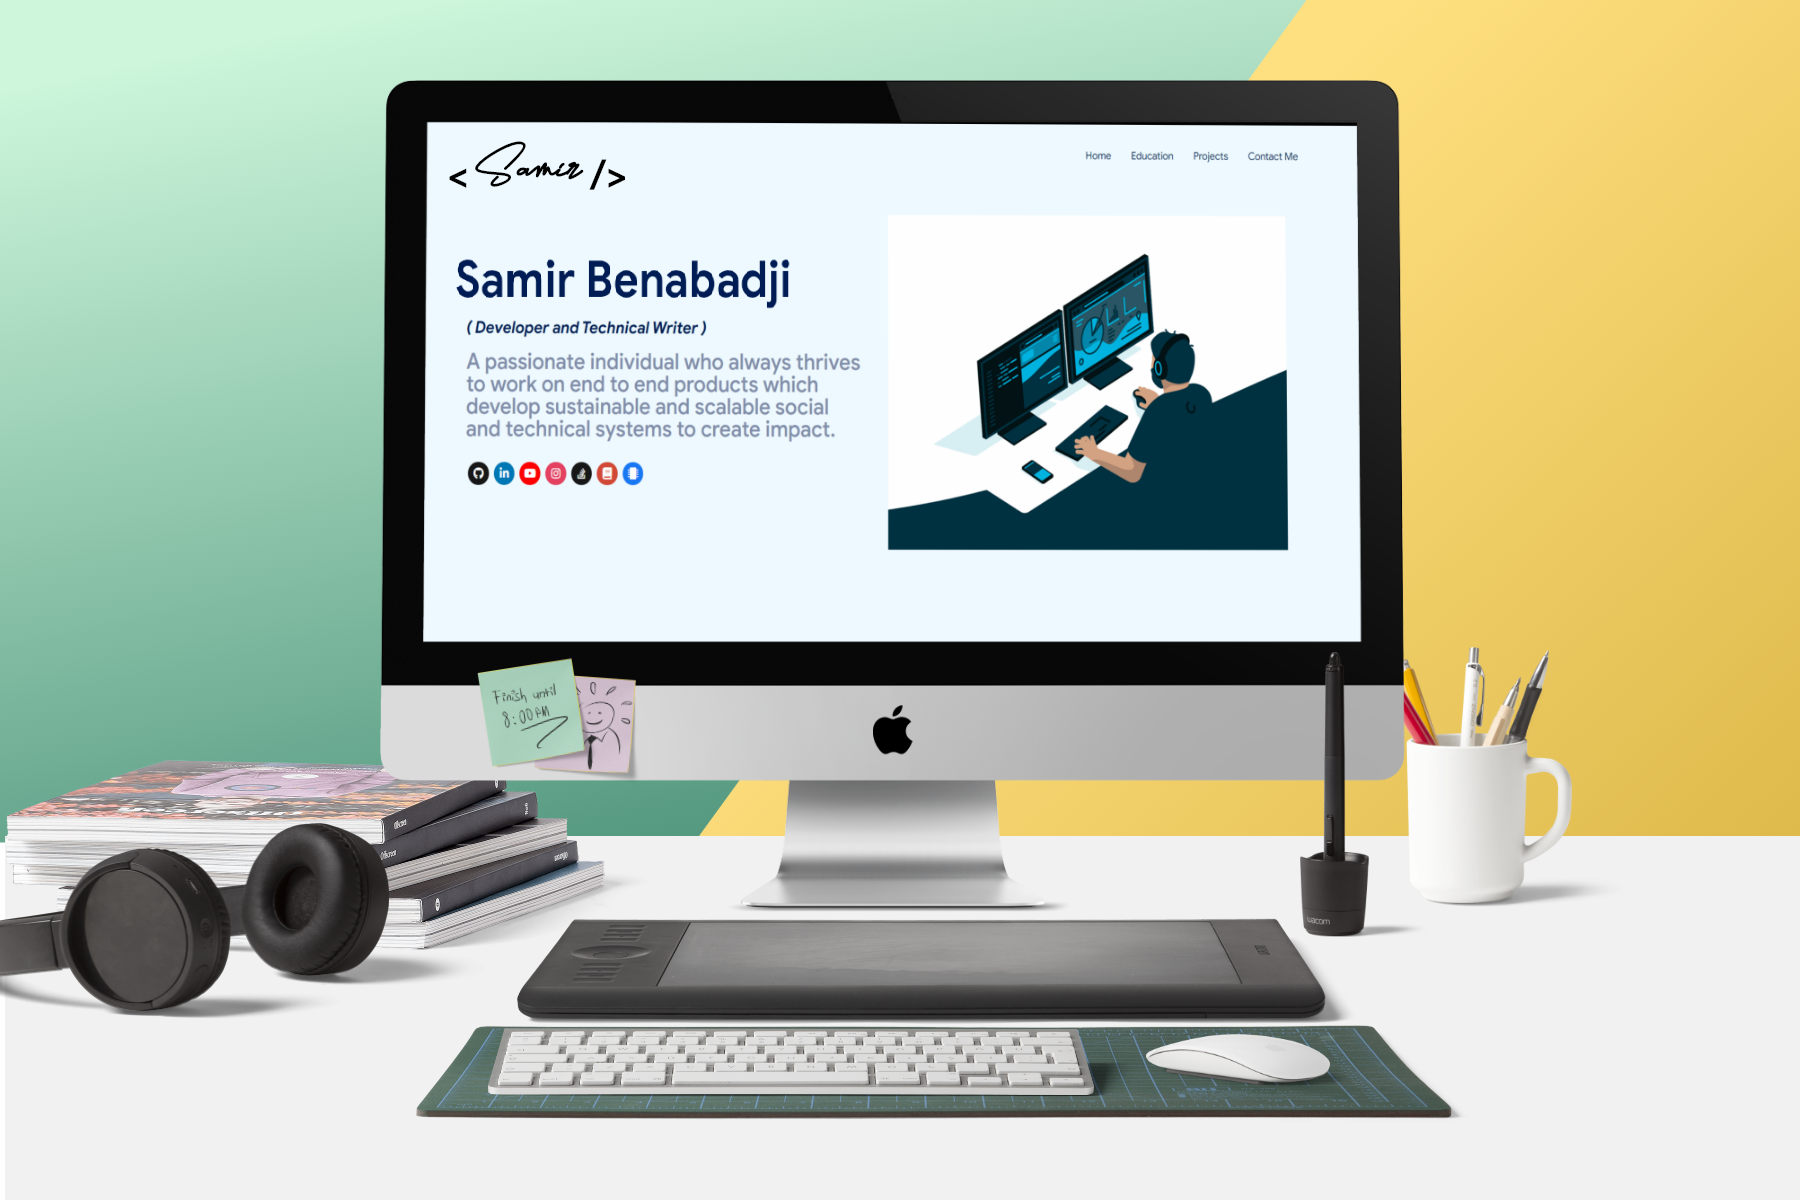 < Samir />
Home Education Projects Contact Me
Samir Benabadji
( Developer and Technical Writer )
A passionate individual who always thrives
to work on end to end products which
develop sustainable and scalable social
and technical systems to create impact.
in
Finish until
8:00 AM
wacom